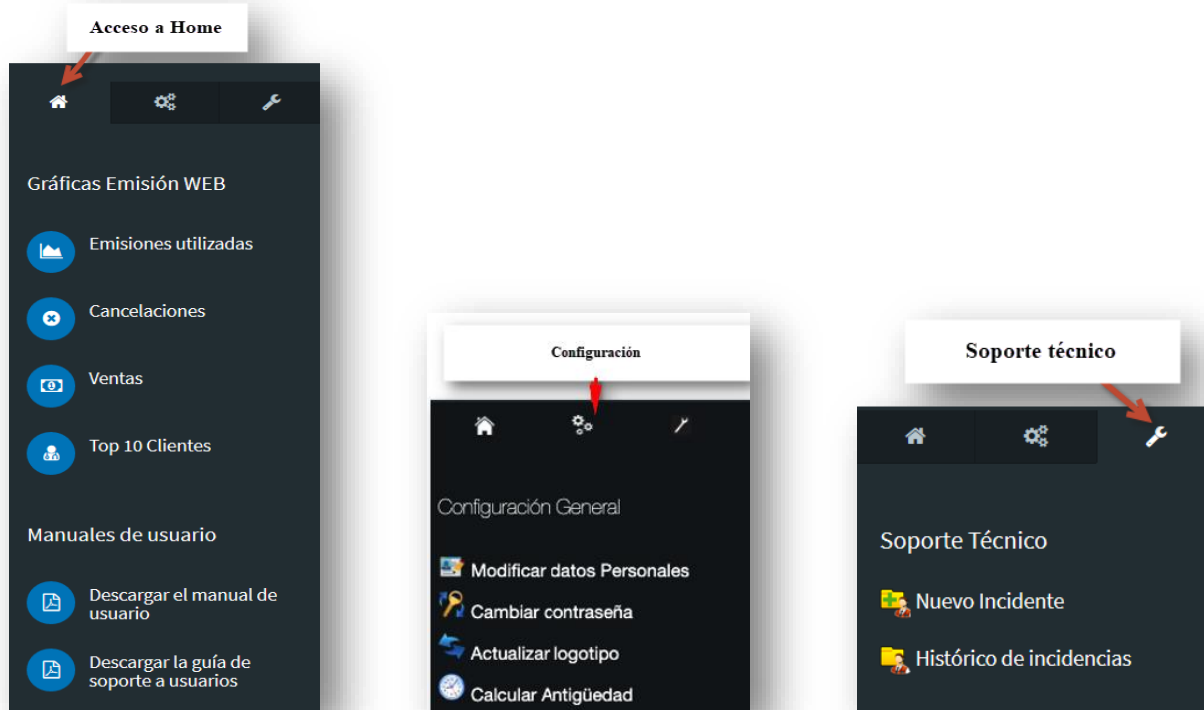 Acceso a Home
Gráficas Emisión WEB
Emisiones utilizadas
Cancelaciones
Ventas
Top 10 Clientes
Manuales de usuario
Descargar el manual de
usuario
Descargar la guía de
soporte a usuarios
Configuración
Configuración General
Modificar datos Personales
Cambiar contraseña
Actualizar logotipo
Calcular Antigüedad
Soporte técnico
Soporte Técnico
Nuevo Incidente
Histórico de incidencias